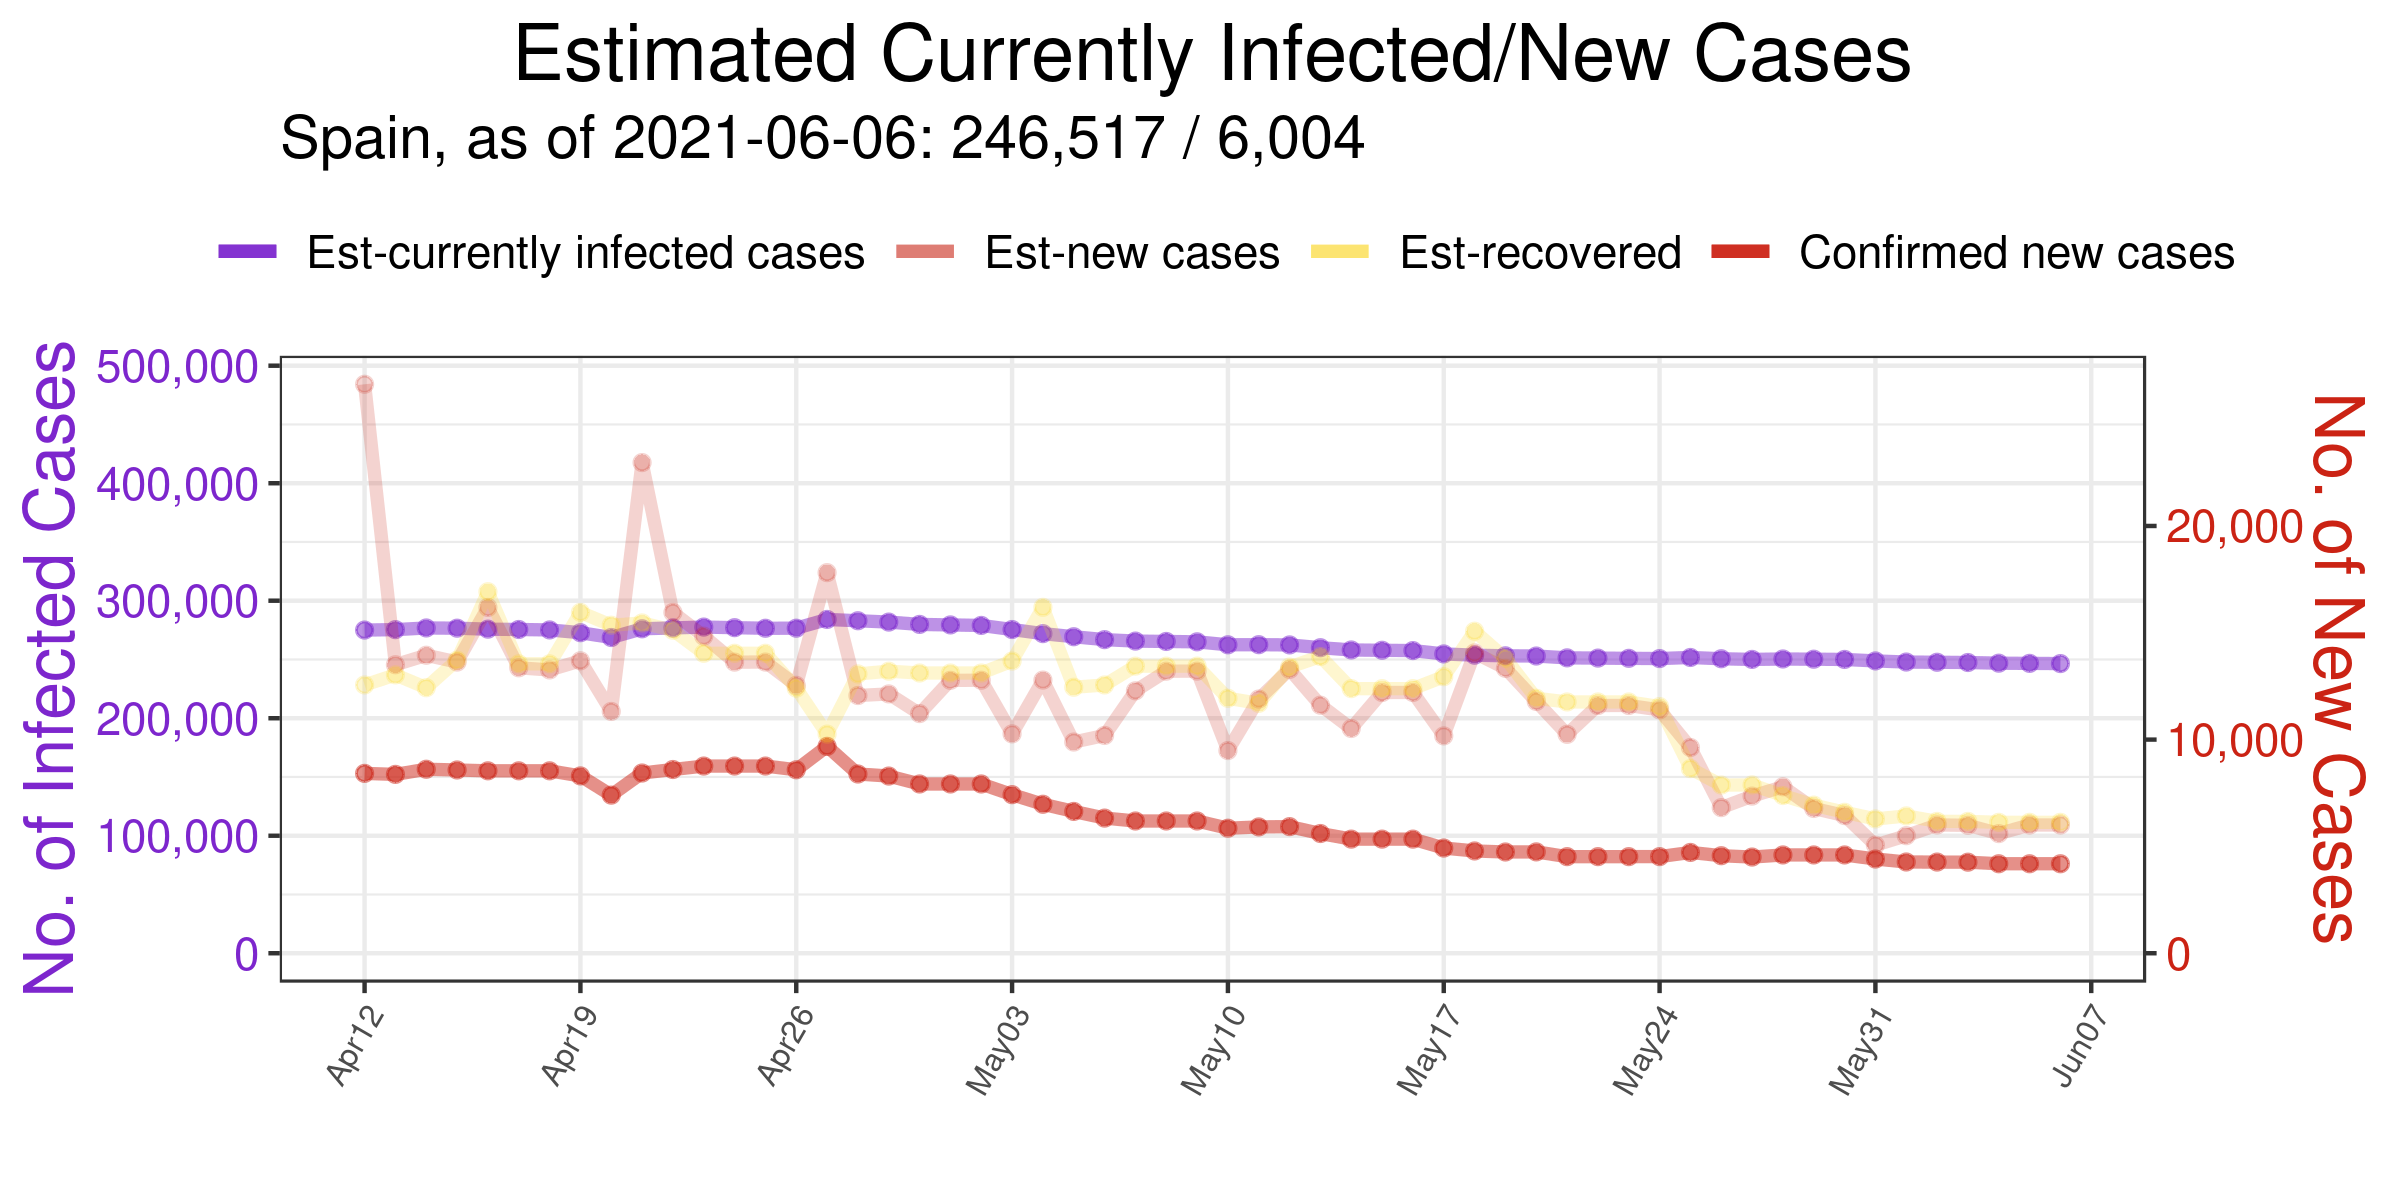 Estimated Currently Infected/New Cases
Spain, as of 2021-06-06: 246,517 / 6,004
Est-currently infected cases Est-new cases Est-recovered Confirmed new cases
No. of Infected Cases
500,000
400,000
300,000
200,000
100,000
0
20,000
10,000
0
No. of New Cases
Apr12 Apr19 Apr26 May03 May10 May17 May24 May31 Jun07